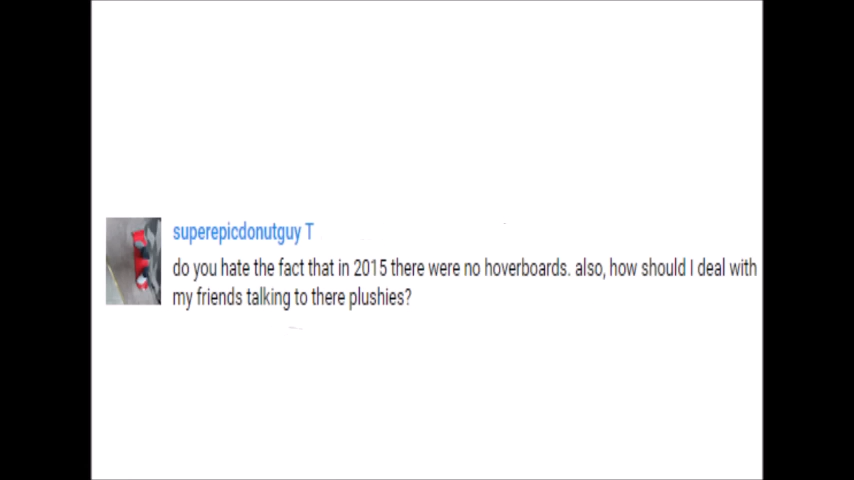 superepicdonutguy T
do you hate the fact that in 2015 there were no hoverboards. also, how should I deal with
my friends talking to there plushies?